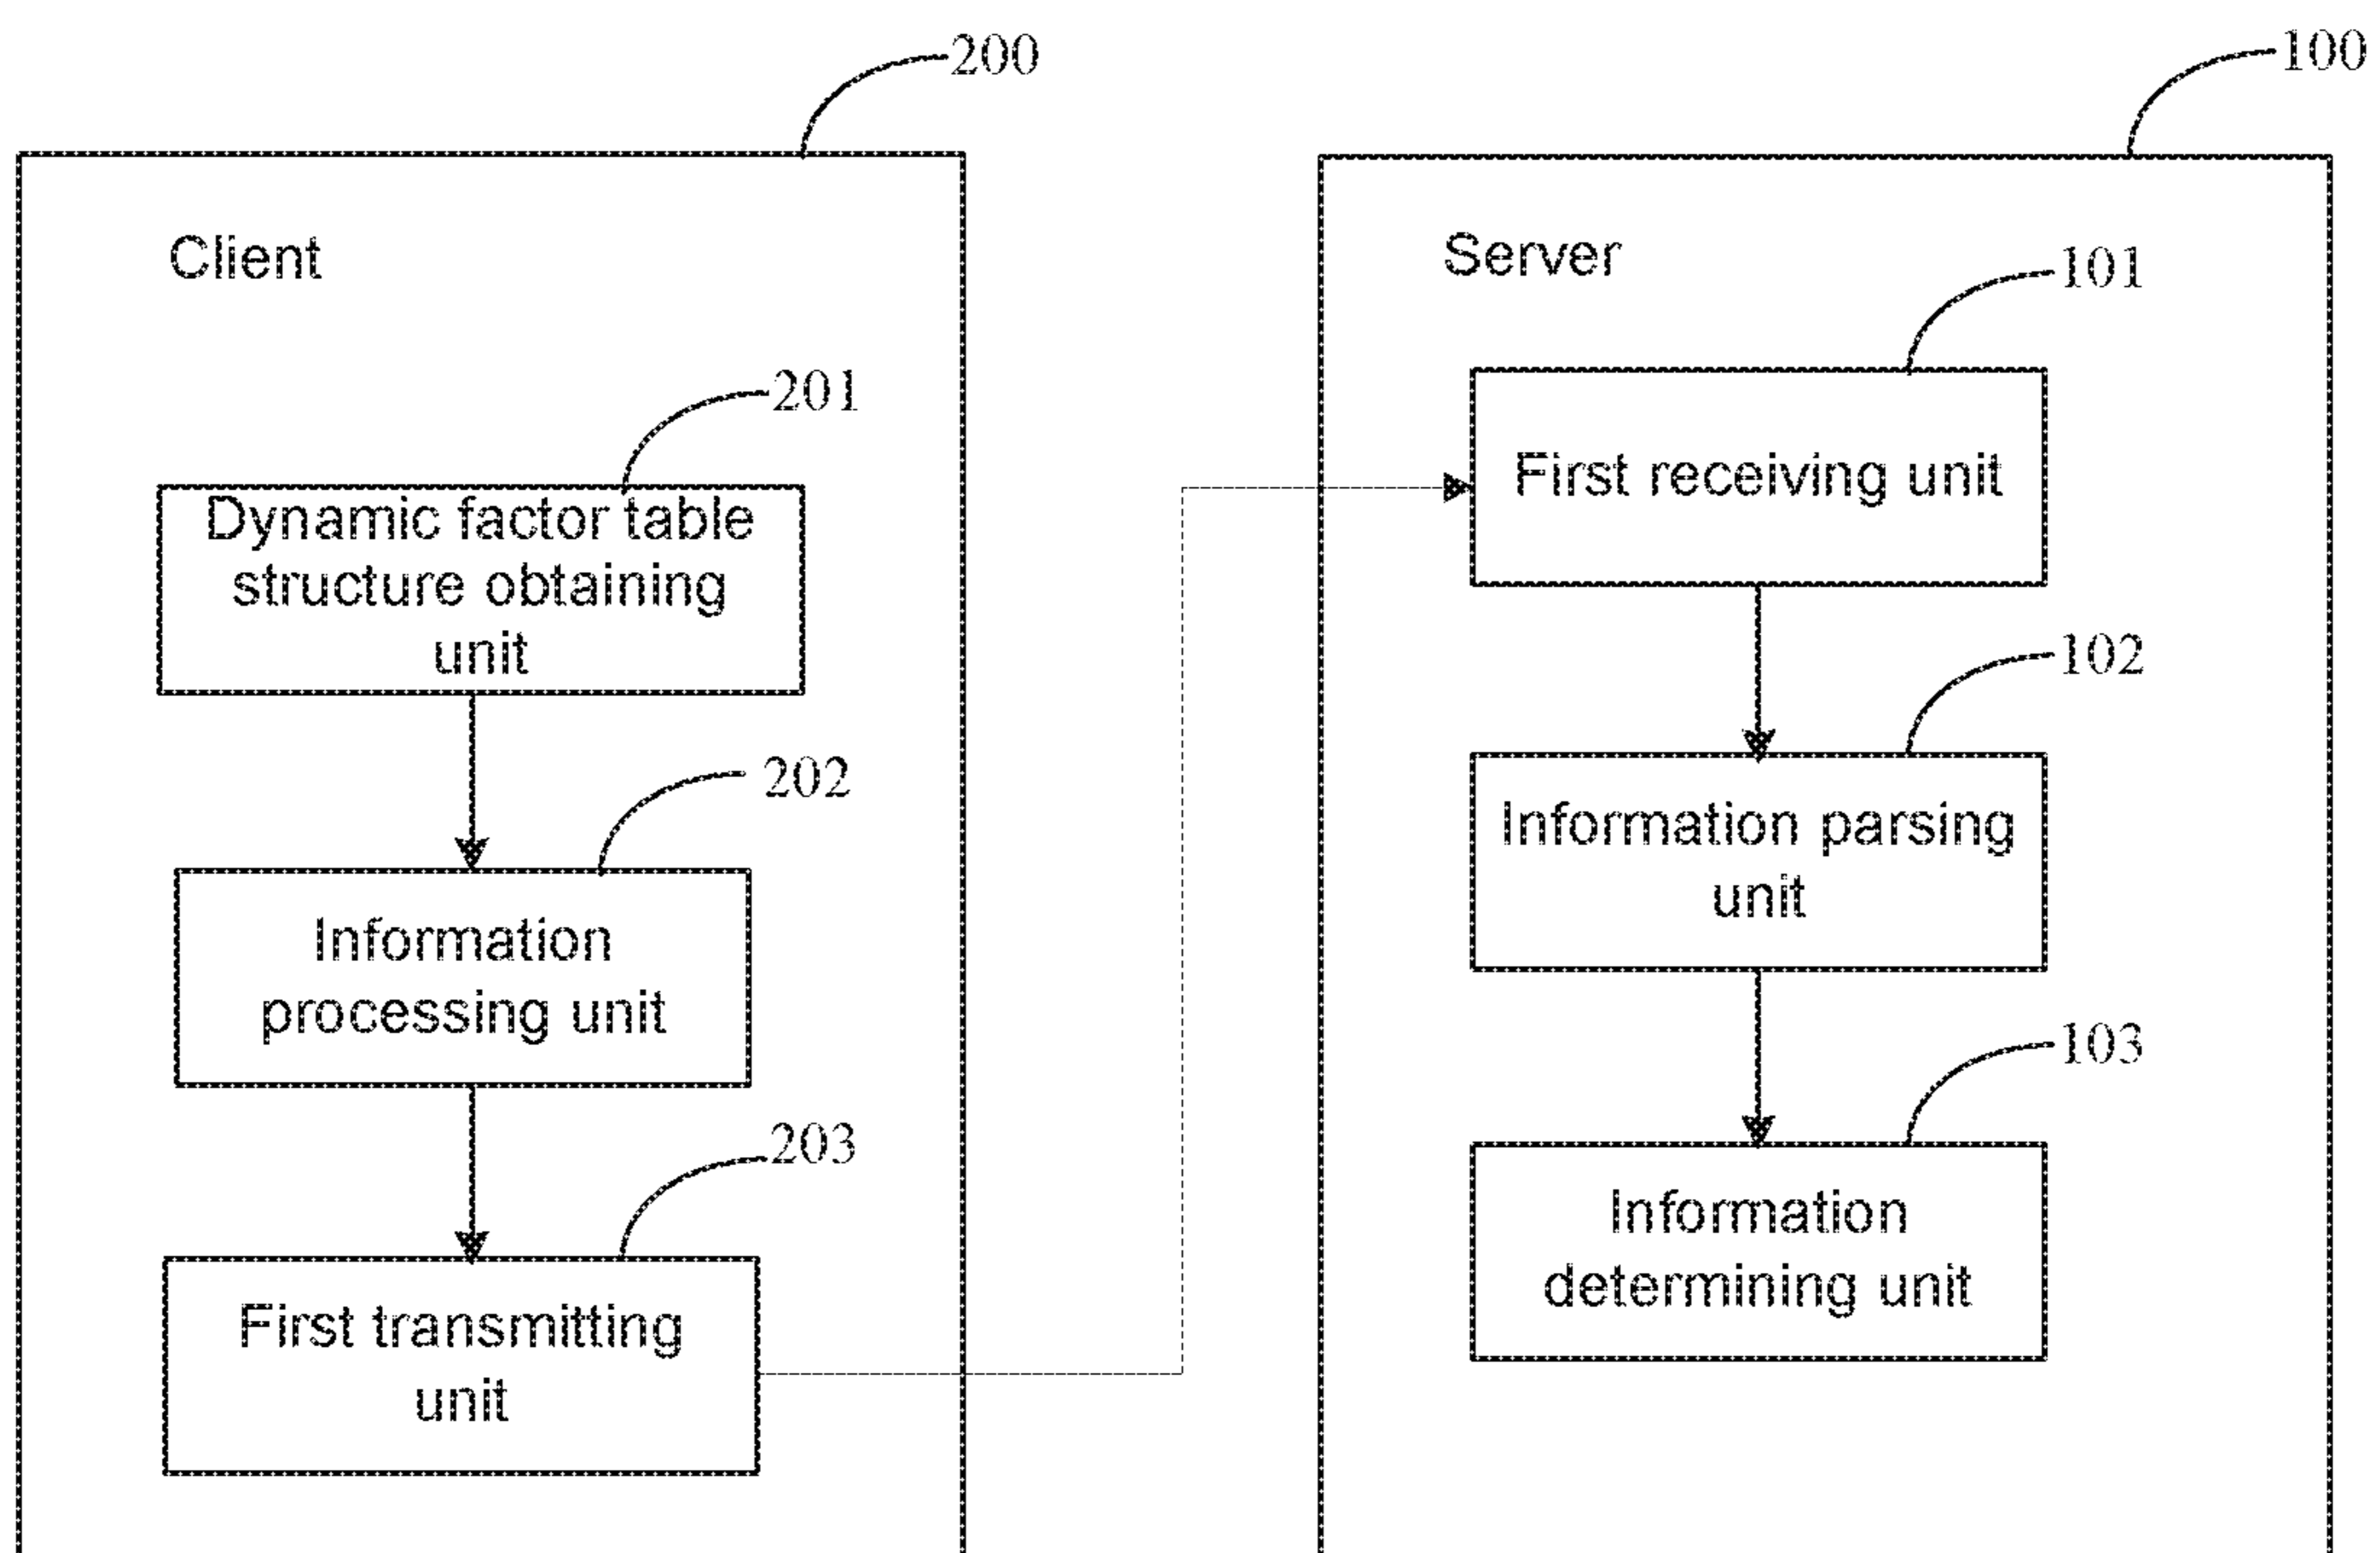 200
Client
201
Dynamic factor table
structure obtaining
unit
202
Information
processing unit
203
First transmitting
unit
100
Server
101
First receiving unit
102
Information parsing
unit
103
Information
determining unit